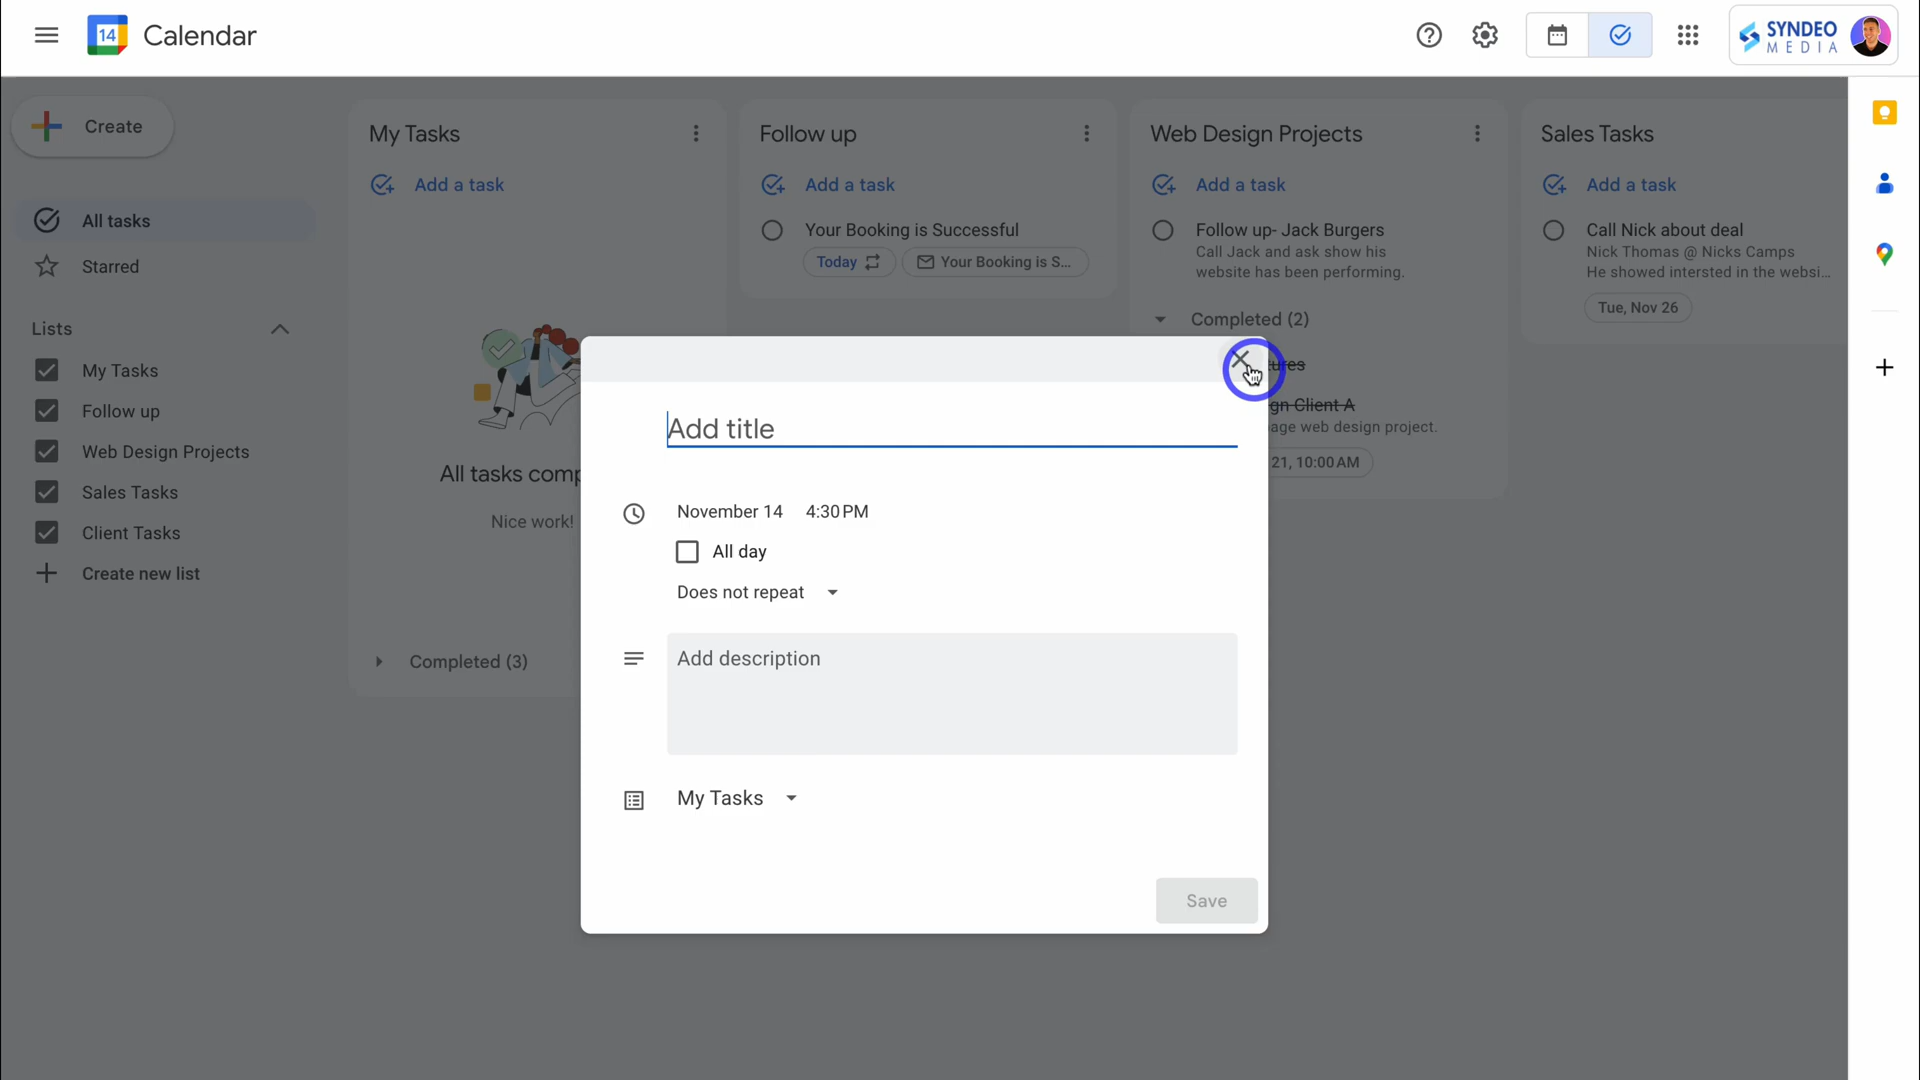 14 Calendar
SYNDEO
MEDIA
Create
All tasks
Starred
Lists
My Tasks
Follow up
Web Design Projects
Sales Tasks
Client Tasks
Create new list
My Tasks
Add a task
All tasks comp
Nice work!
Completed (3)
Follow up
Add a task
Your Booking is Successful
Today
Your Booking is S...
Web Design Projects
Add a task
Follow up- Jack Burgers
Call Jack and ask show his
website has been performing.
Completed (2)
ures
gn Client A
age web design project.
21, 10:00 AM
Sales Tasks
Add a task
Call Nick about deal
Nick Thomas @ Nicks Camps
He showed intersted in the websi...
Tue, Nov 26
Add title
November 14 4:30 PM
All day
Does not repeat
Add description
My Tasks
Save